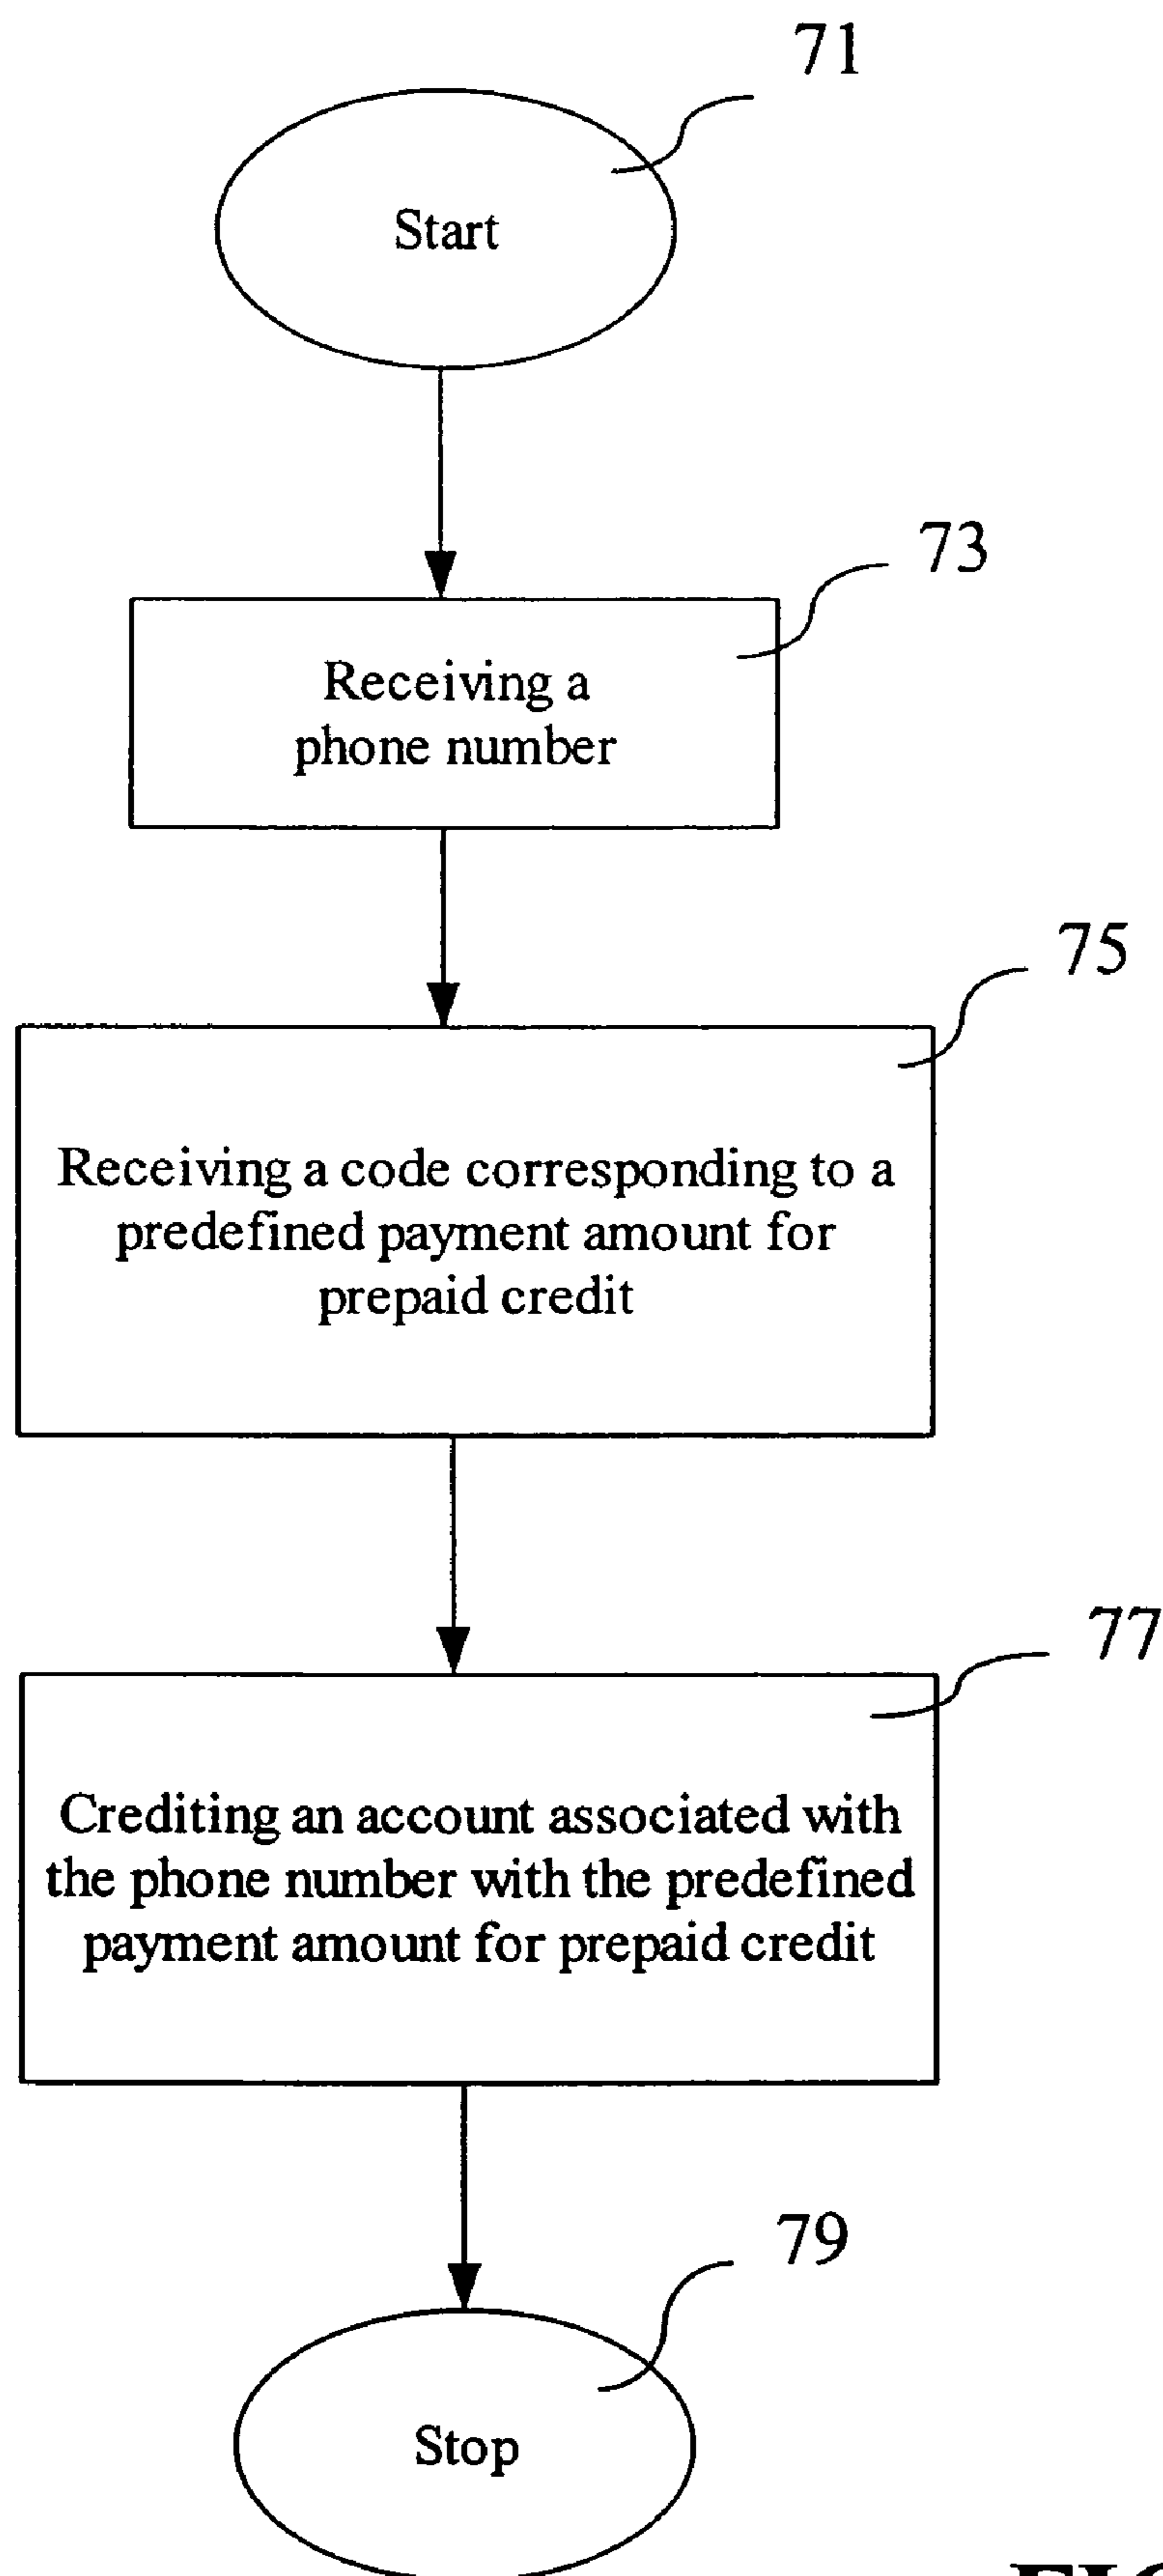 71
Start
73
Receiving a
phone number
75
Receiving a code corresponding to a
predefined payment amount for
prepaid credit
77
Crediting an account associated with
the phone number with the predefined
payment amount for prepaid credit
79
Stop